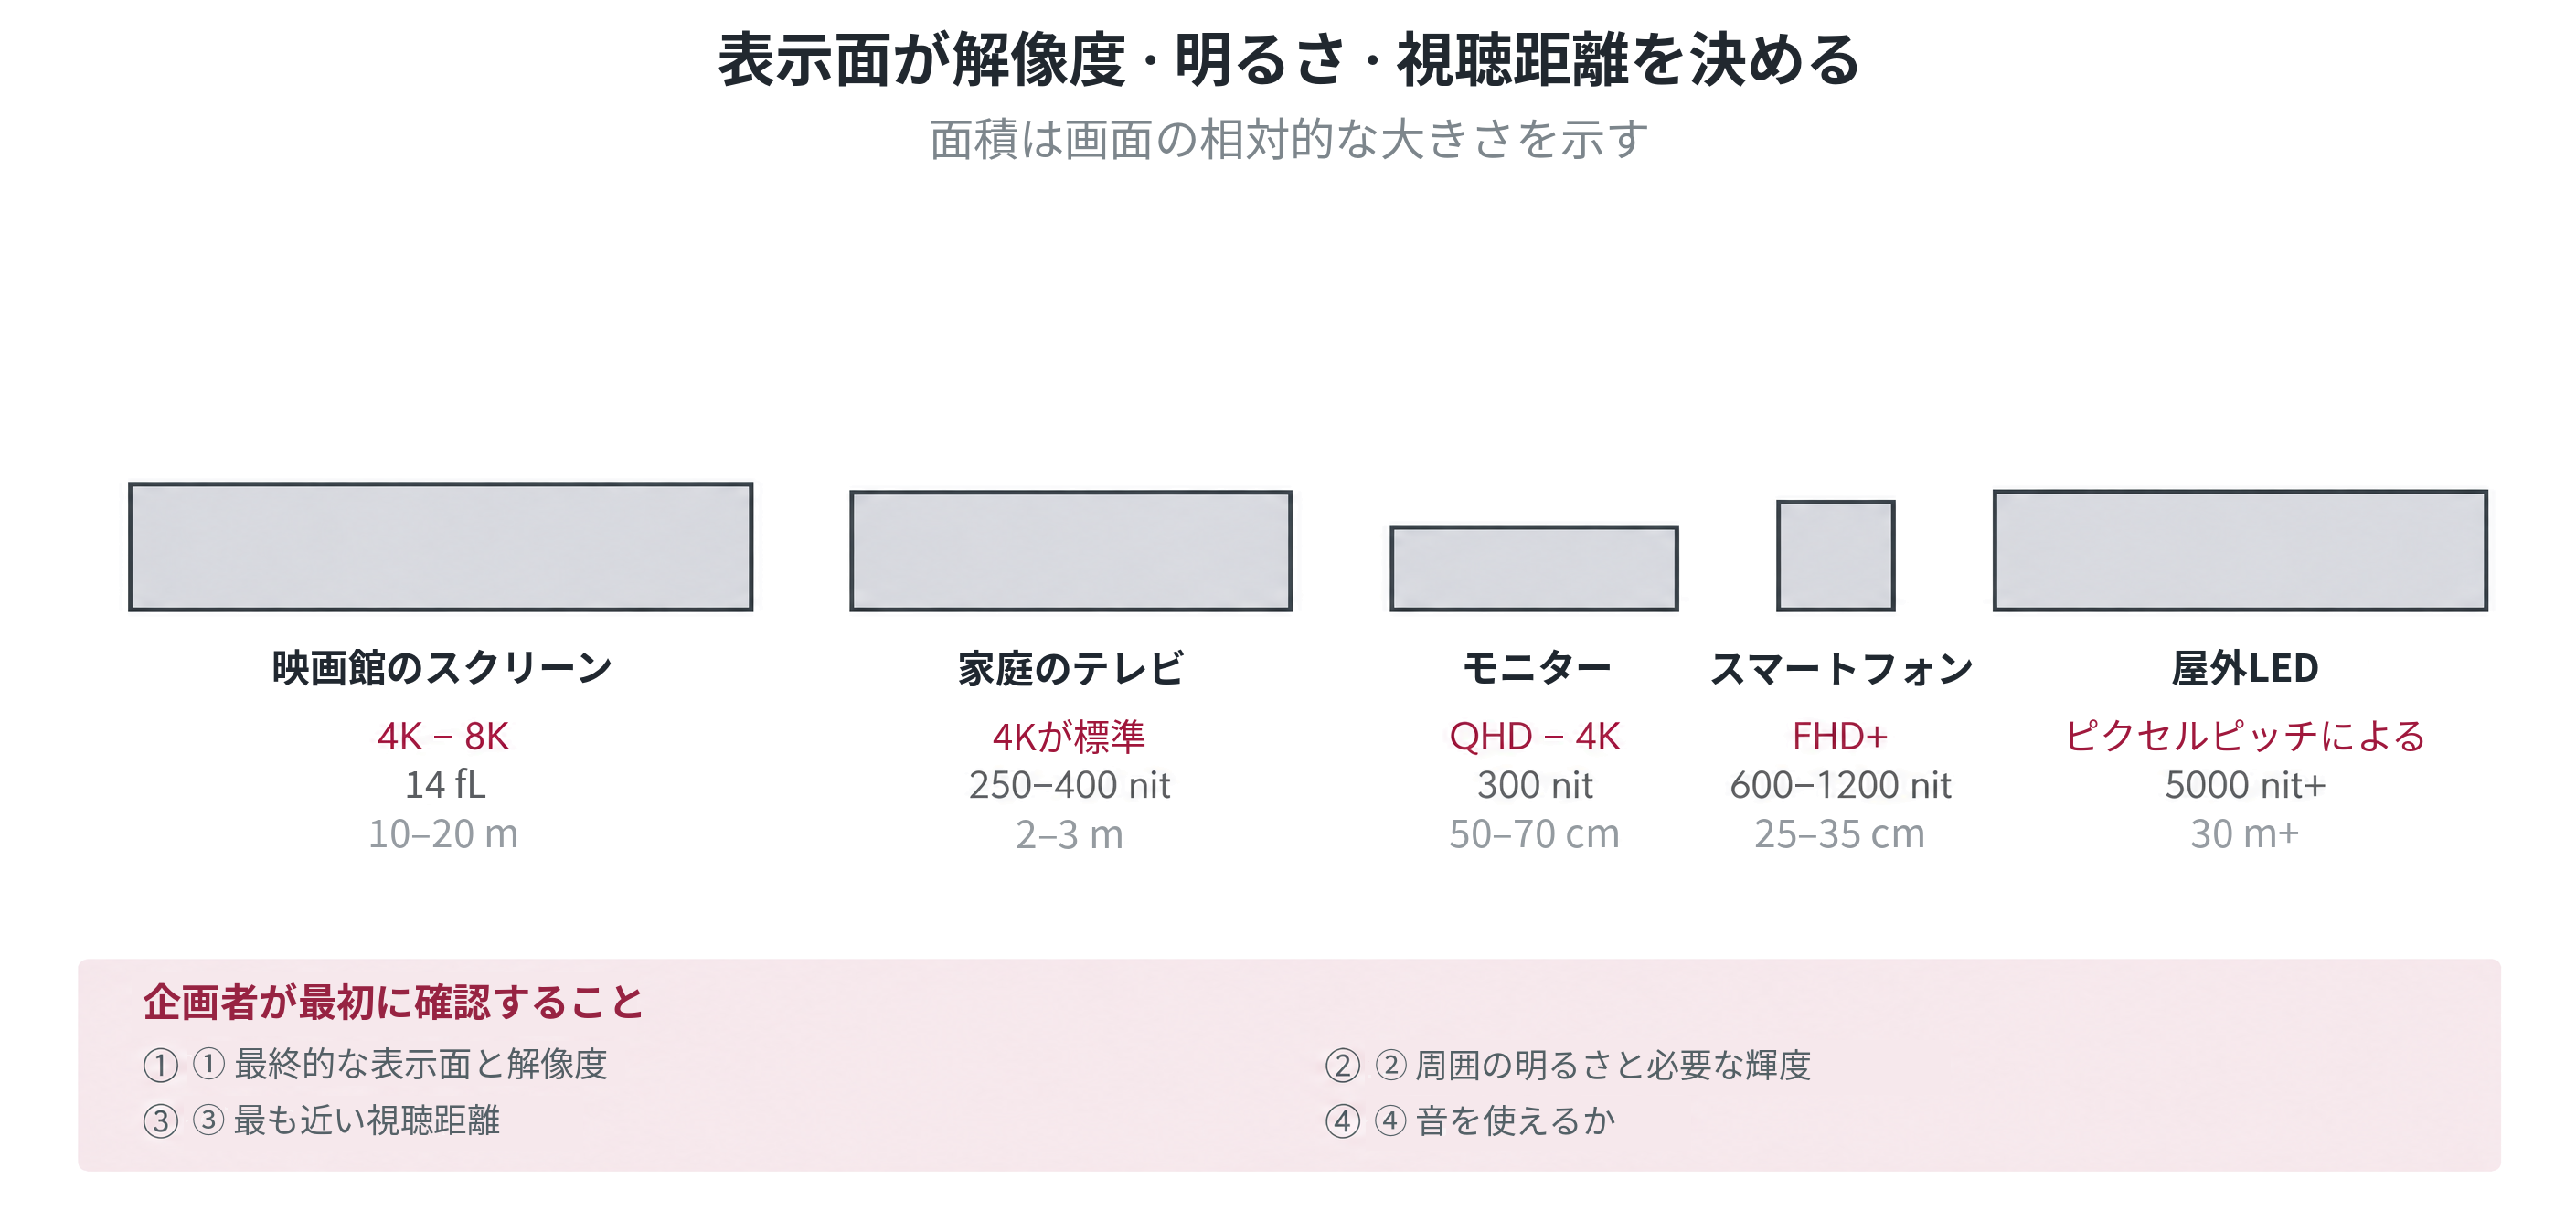 表示面が解像度・明るさ・視聴距離を決める
面積は画面の相対的な大きさを示す
映画館のスクリーン
4K – 8K
14 fL
10–20 m
家庭のテレビ
4Kが標準
250–400 nit
2–3 m
モニター
QHD – 4K
300 nit
50–70 cm
スマートフォン
FHD+
600–1200 nit
25–35 cm
屋外LED
ピクセルピッチによる
5000 nit+
30 m+
企画者が最初に確認すること
① ① 最終的な表示面と解像度
② ② 周囲の明るさと必要な輝度
③ ③ 最も近い視聴距離
④ ④ 音を使えるか